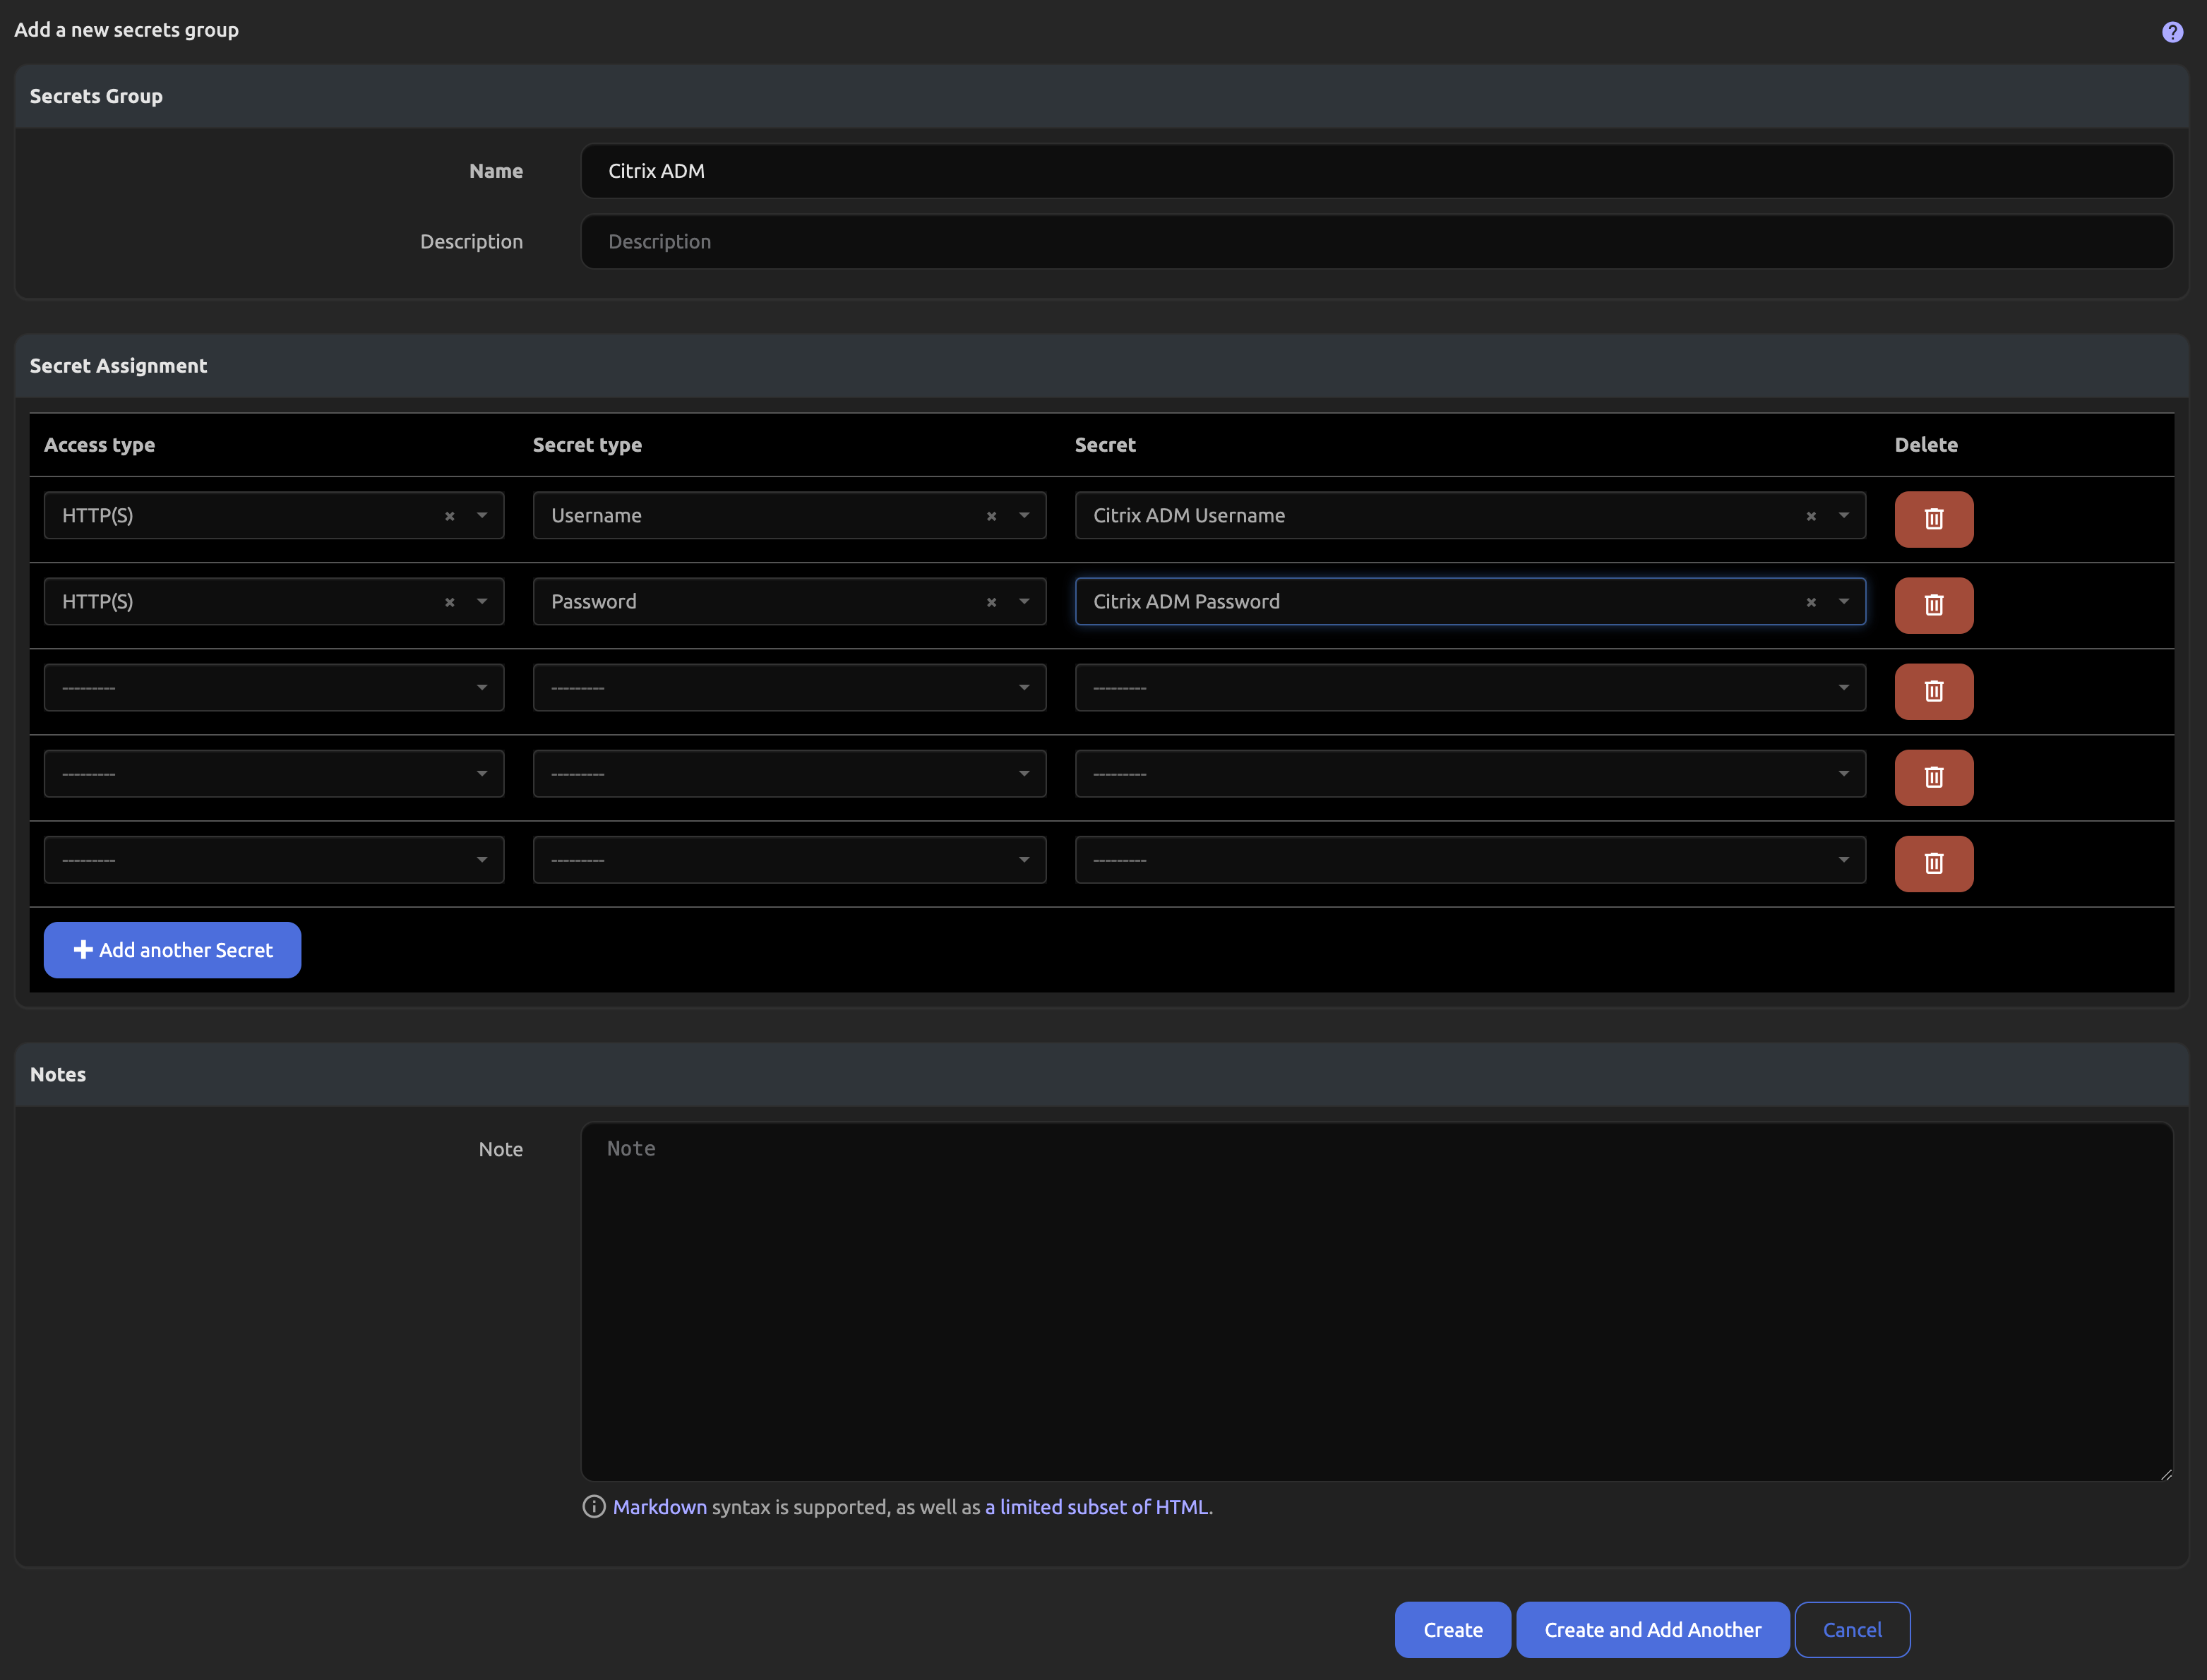 Add a new secrets group
?
Secrets Group
Name Citrix ADM
Description Description
Secret Assignment
Access type Secret type Secret Delete
HTTP(S) × Username × Citrix ADM Username ×
HTTP(S) × Password × Citrix ADM Password ×
--------- --------- ---------
--------- --------- ---------
--------- --------- ---------
+ Add another Secret
Notes
Note Note
Markdown syntax is supported, as well as a limited subset of HTML.
Create Create and Add Another Cancel